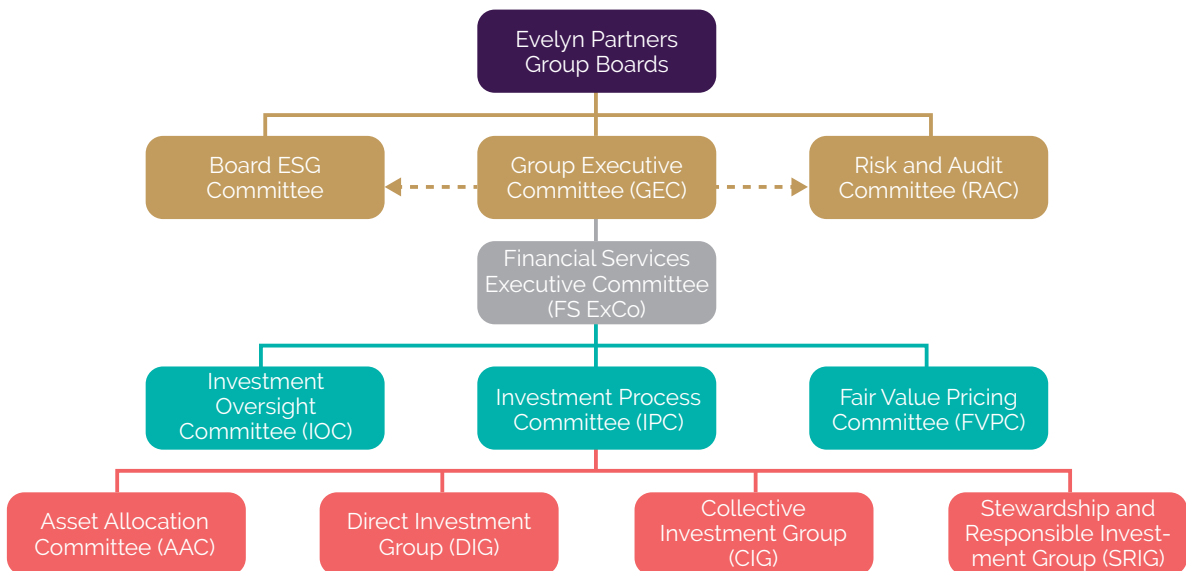 Evelyn Partners
Group Boards
Board ESG
Committee
Group Executive
Committee (GEC)
Risk and Audit
Committee (RAC)
Financial Services
Executive Committee
(FS ExCo)
Investment
Oversight
Committee (IOC)
Investment Process
Committee (IPC)
Fair Value Pricing
Committee (FVPC)
Asset Allocation
Committee (AAC)
Direct Investment
Group (DIG)
Collective
Investment Group
(CIG)
Stewardship and
Responsible Invest-
ment Group (SRIG)